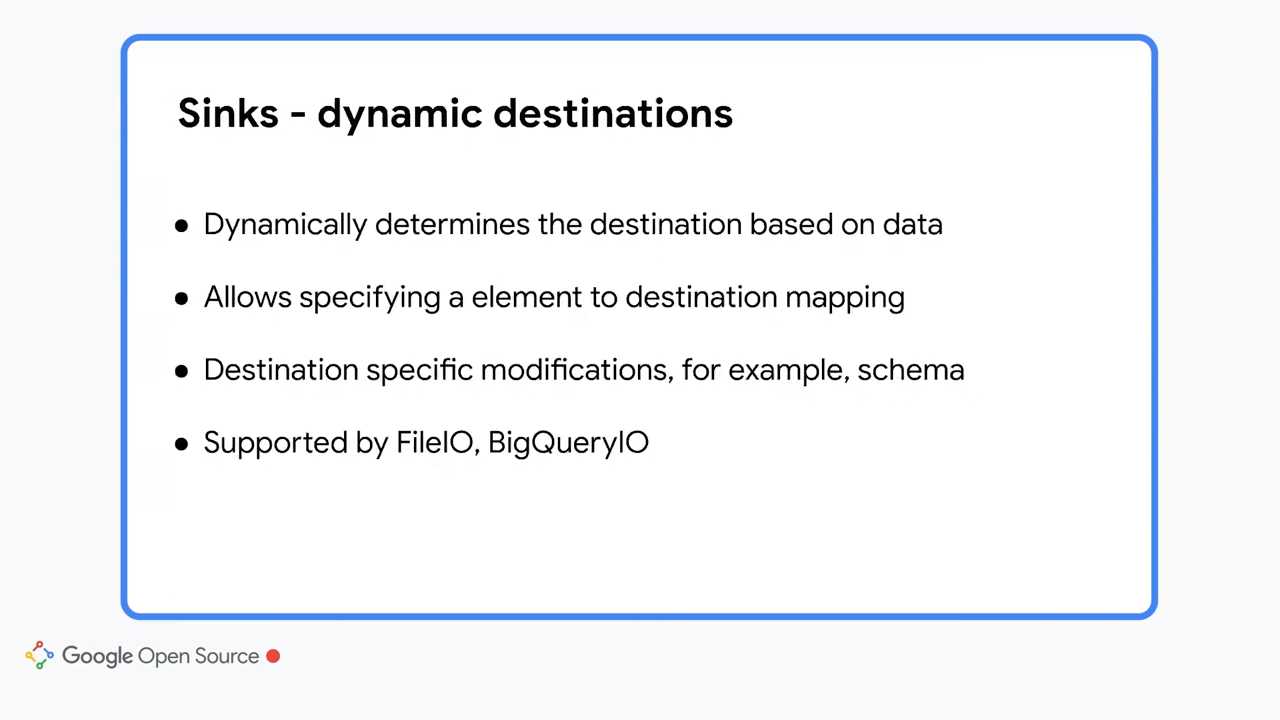 Sinks - dynamic destinations
● Dynamically determines the destination based on data
● Allows specifying a element to destination mapping
● Destination specific modifications, for example, schema
● Supported by FileIO, BigQueryIO
Google Open Source